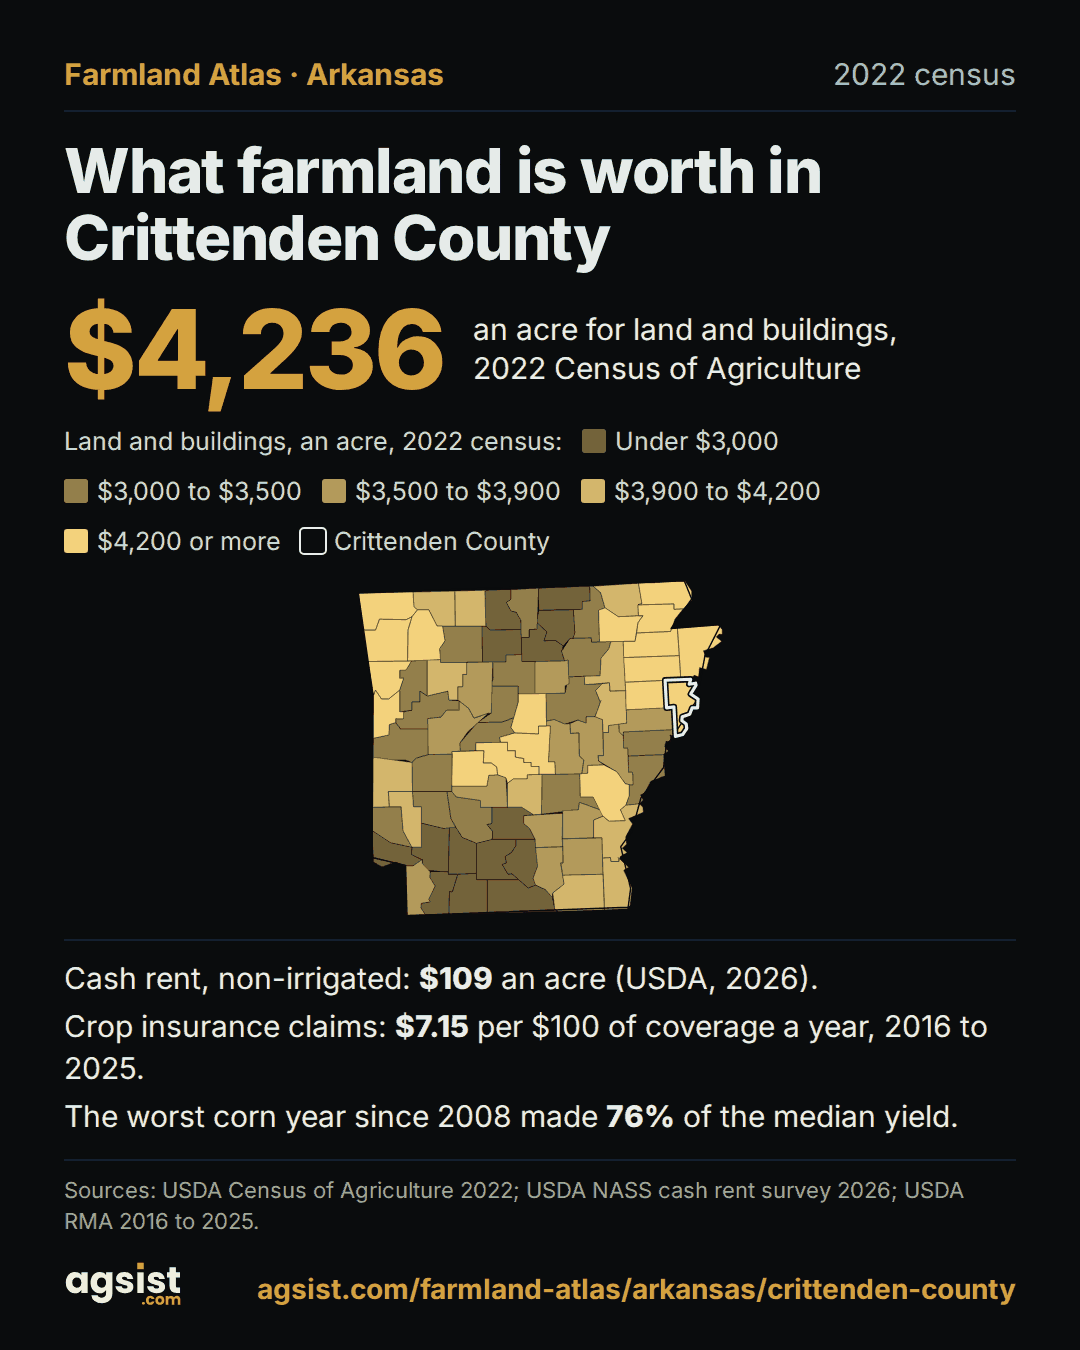 Farmland Atlas · Arkansas
2022 census
What farmland is worth in
Crittenden County
$4,236
an acre for land and buildings,
2022 Census of Agriculture
Land and buildings, an acre, 2022 census: Under $3,000
$3,000 to $3,500 $3,500 to $3,900 $3,900 to $4,200
$4,200 or more Crittenden County
Cash rent, non-irrigated: $109 an acre (USDA, 2026).
Crop insurance claims: $7.15 per $100 of coverage a year, 2016 to
2025.
The worst corn year since 2008 made 76% of the median yield.
Sources: USDA Census of Agriculture 2022; USDA NASS cash rent survey 2026; USDA
RMA 2016 to 2025.
agsist
.com
agsist.com/farmland-atlas/arkansas/crittenden-county